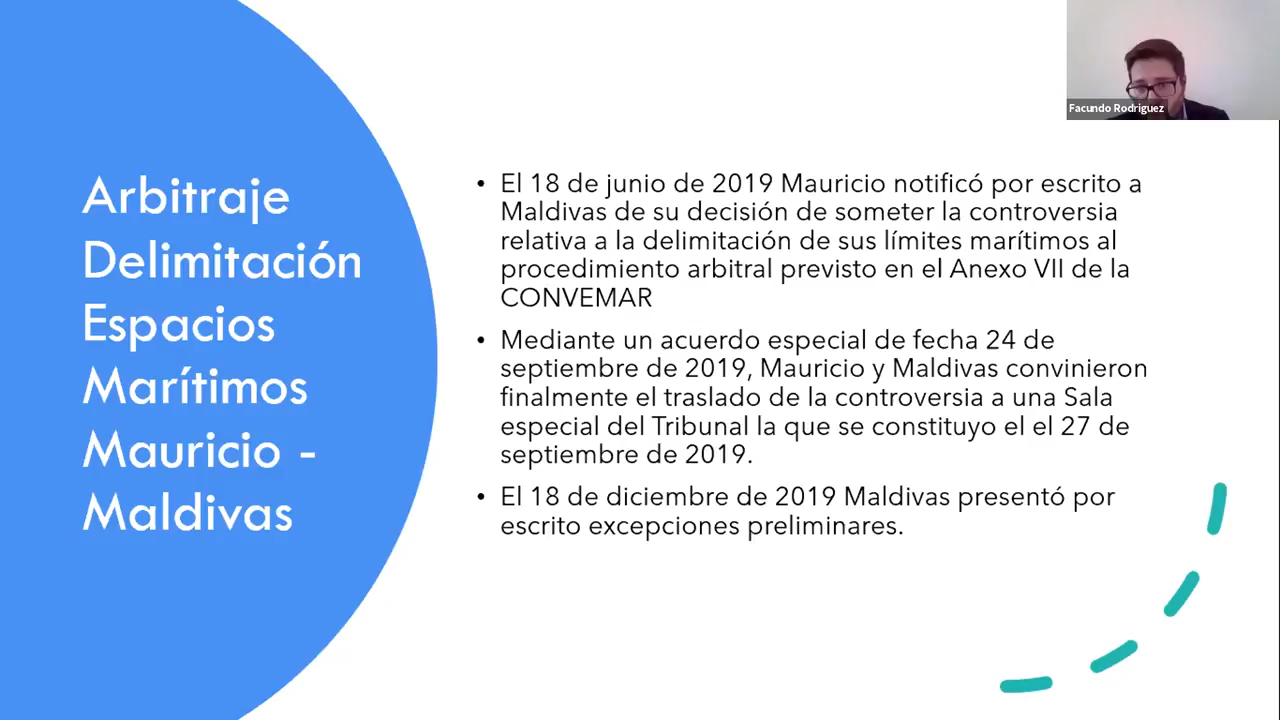 Facundo Rodriguez
Arbitraje
Delimitación
Espacios
Marítimos
Mauricio -
Maldivas
• El 18 de junio de 2019 Mauricio notificó por escrito a
Maldivas de su decisión de someter la controversia
relativa a la delimitación de sus límites marítimos al
procedimiento arbitral previsto en el Anexo VII de la
CONVEMAR
• Mediante un acuerdo especial de fecha 24 de
septiembre de 2019, Mauricio y Maldivas convinieron
finalmente el traslado de la controversia a una Sala
especial del Tribunal la que se constituyo el el 27 de
septiembre de 2019.
• El 18 de diciembre de 2019 Maldivas presentó por
escrito excepciones preliminares.